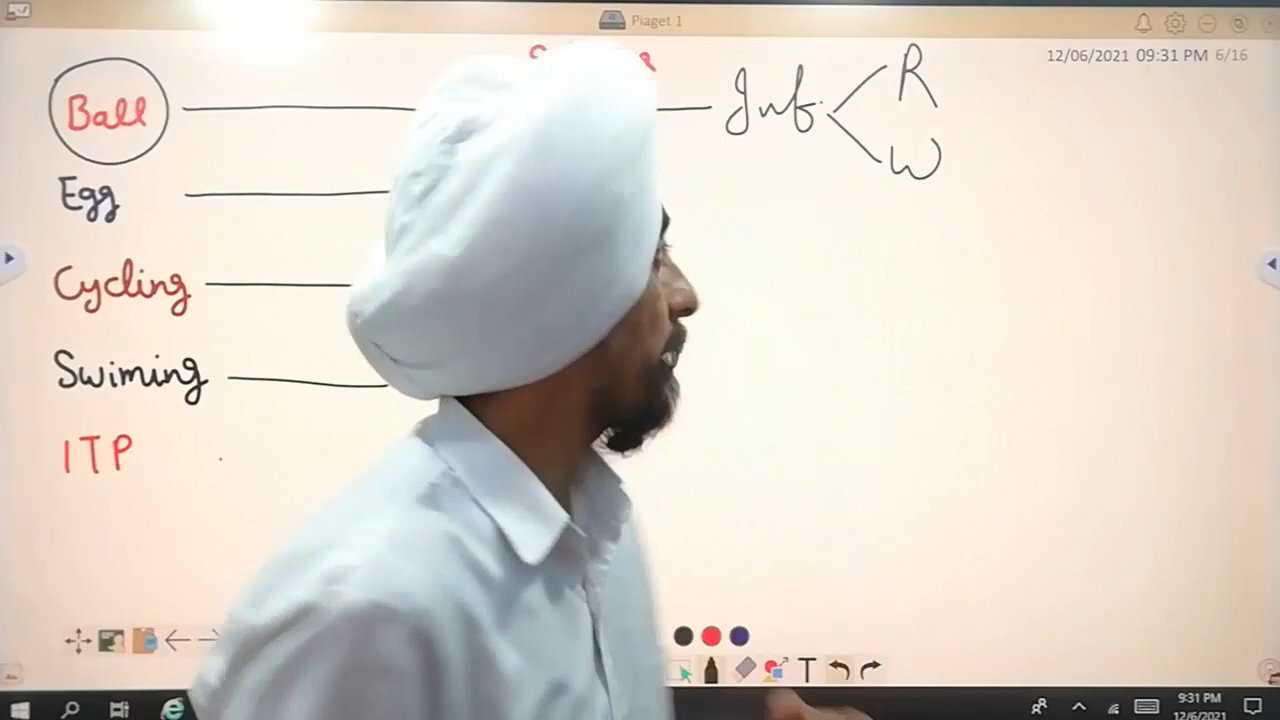 Piaget 1
12/06/2021 09:31 PM 6/16
Ball
Inf.
R
W
Egg
Cycling
Swiming
ITP
T
9:31 PM
12/6/2021